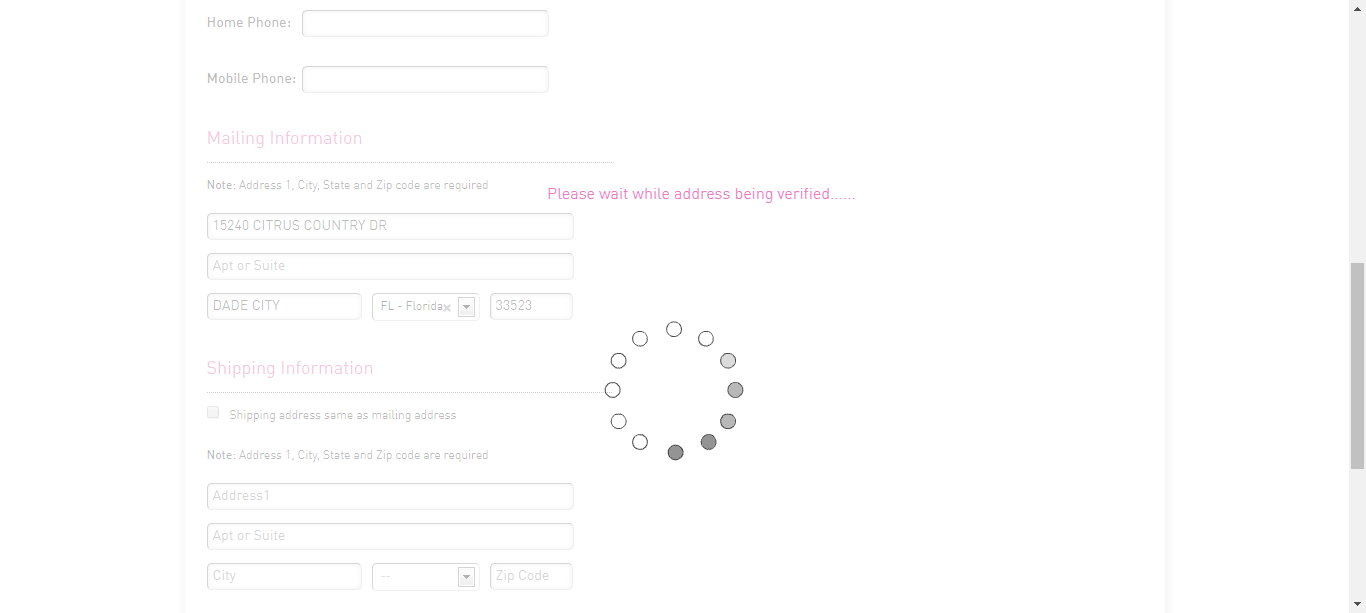 Home Phone:
Mobile Phone:
Mailing Information
Note: Address 1, City, State and Zip code are required
Please wait while address being verified......
15240 CITRUS COUNTRY DR
Apt or Suite
DADE CITY FL - Florida 33523
Shipping Information
Shipping address same as mailing address
Note: Address 1, City, State and Zip code are required
Address1
Apt or Suite
City -- Zip Code